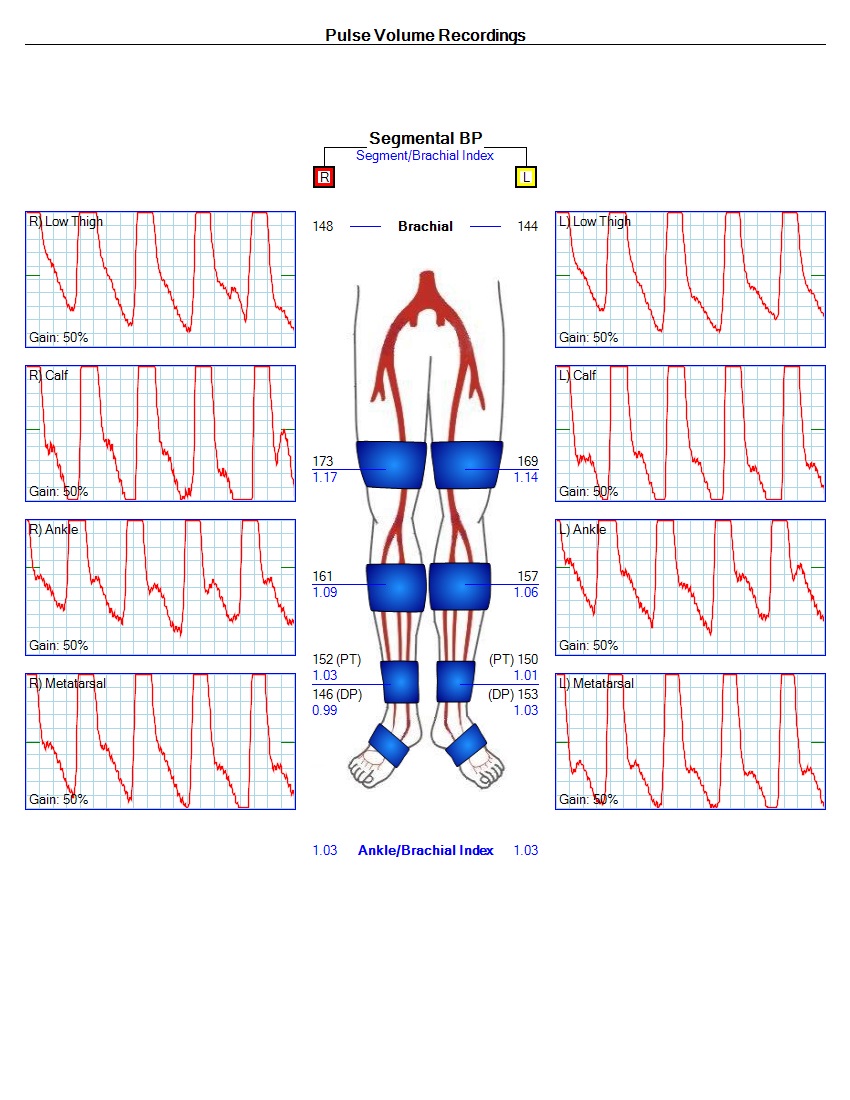 Pulse Volume Recordings
Segmental BP
Segment/Brachial Index
R
L
148 Brachial 144
R) Low Thigh
Gain: 50%
L) Low Thigh
Gain: 50%
R) Calf
Gain: 50%
L) Calf
Gain: 50%
173
1.17
169
1.14
R) Ankle
Gain: 50%
L) Ankle
Gain: 50%
161
1.09
157
1.06
152 (PT)
1.03
146 (DP)
0.99
(PT) 150
1.01
(DP) 153
1.03
R) Metatarsal
Gain: 50%
L) Metatarsal
Gain: 50%
1.03 Ankle/Brachial Index 1.03